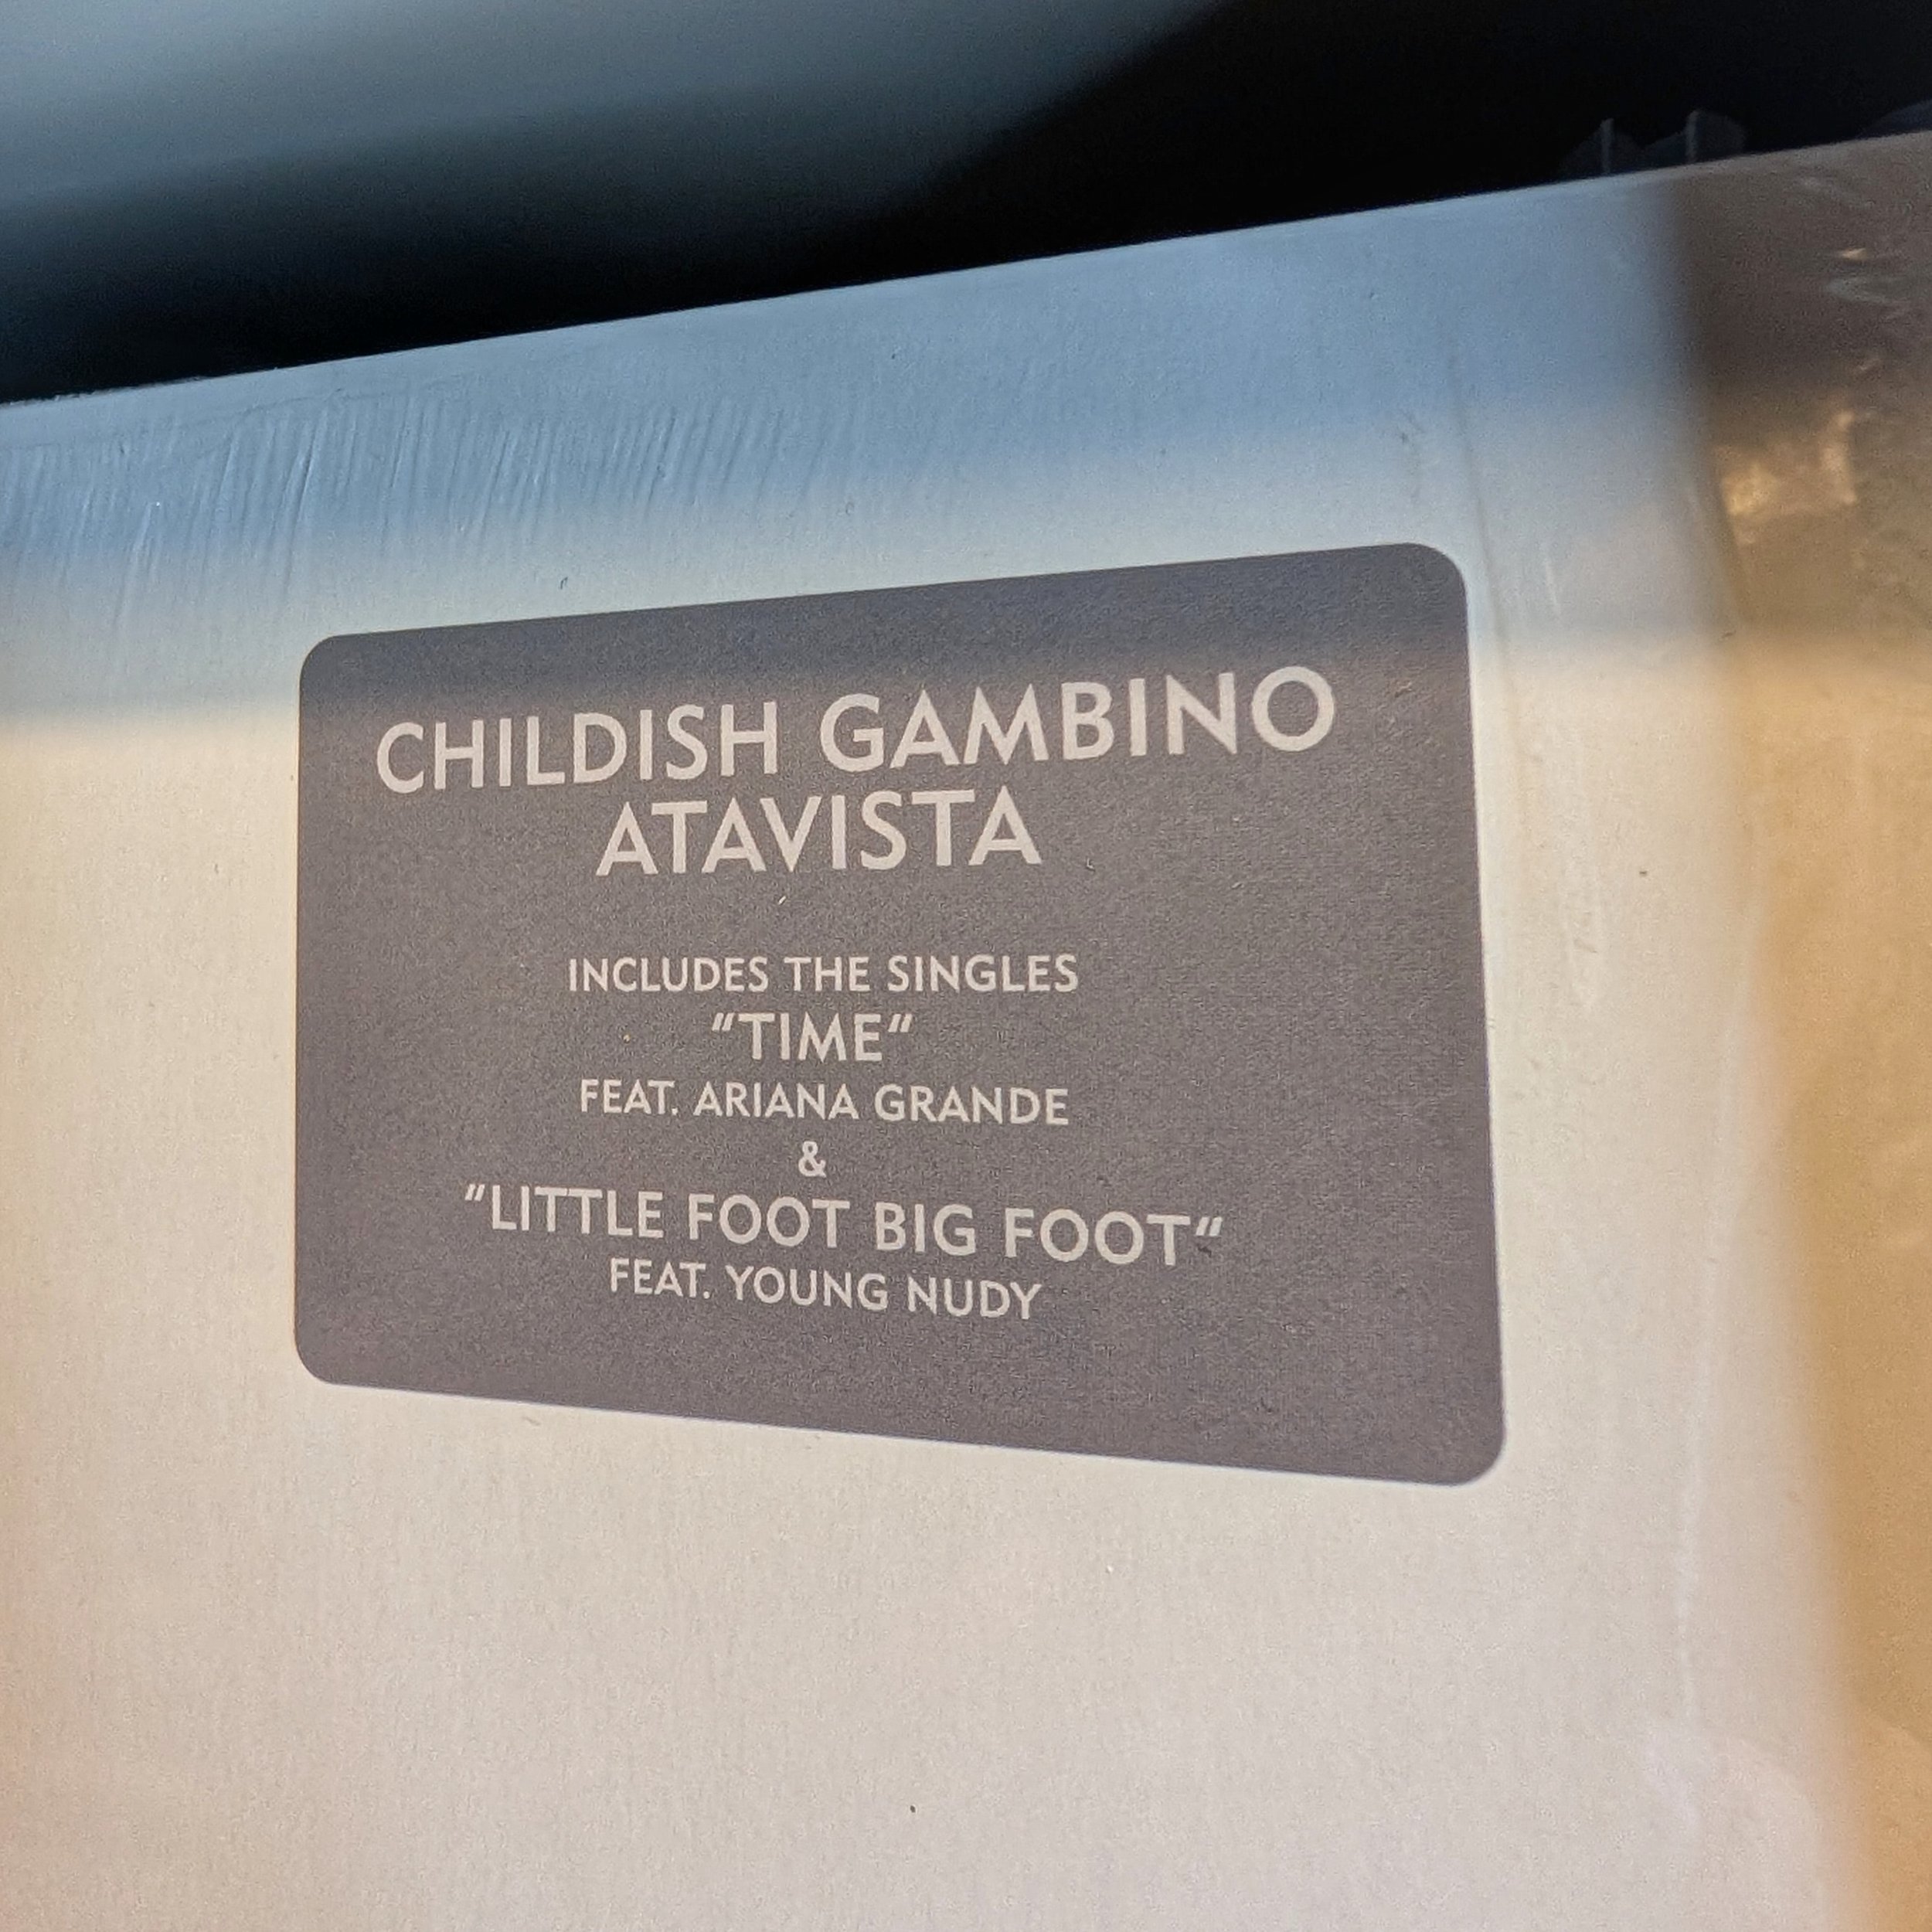 CHILDISH GAMBINO
ATAVISTA
INCLUDES THE SINGLES
“TIME“
FEAT. ARIANA GRANDE
&
“LITTLE FOOT BIG FOOT“
FEAT. YOUNG NUDY